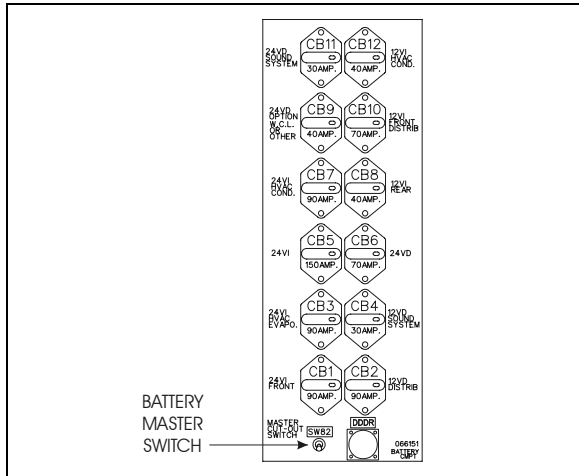 CB11
CB12
24VD
SOUND
SYSTEM
12VI
HVAC
COND.
30AMP.
40AMP.
CB9
CB10
24VD
OPTION
W.C.L.
OR
OTHER
12VI
FRONT
DISTRIB
40AMP.
70AMP.
CB7
CB8
24VI
HVAC
COND.
12VI
REAR
90AMP.
40AMP.
CB5
CB6
24VI
24VD
150AMP.
70AMP.
CB3
CB4
24VI
HVAC
EVAPO.
12VD
SOUND
SYSTEM
90AMP.
30AMP.
CB1
CB2
24VI
FRONT
12VD
DISTRIB
90AMP.
90AMP.
BATTERY
MASTER
SWITCH
MASTER
CUT-OUT
SWITCH
SW82
DDDR
066151
BATTERY
CMPT